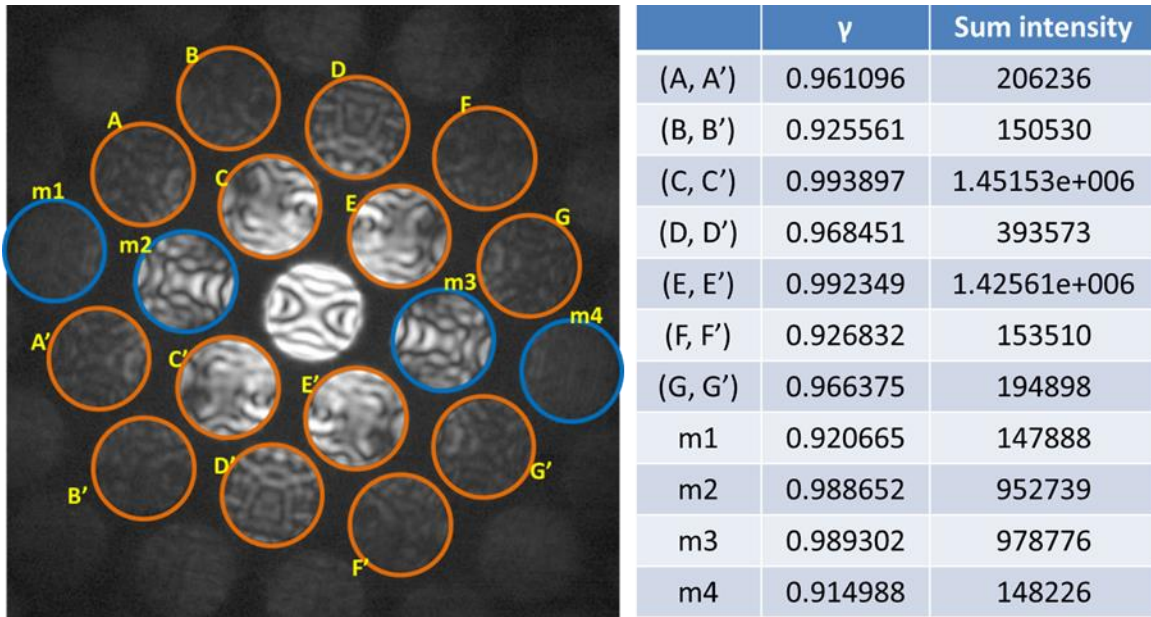 B
D
F
A
C
E
G
m1
m2
m3
m4
A'
C'
E'
B'
D'
G'
F'
γ Sum intensity
(A, A’) 0.961096 206236
(B, B’) 0.925561 150530
(C, C’) 0.993897 1.45153e+006
(D, D’) 0.968451 393573
(E, E’) 0.992349 1.42561e+006
(F, F’) 0.926832 153510
(G, G’) 0.966375 194898
m1 0.920665 147888
m2 0.988652 952739
m3 0.989302 978776
m4 0.914988 148226